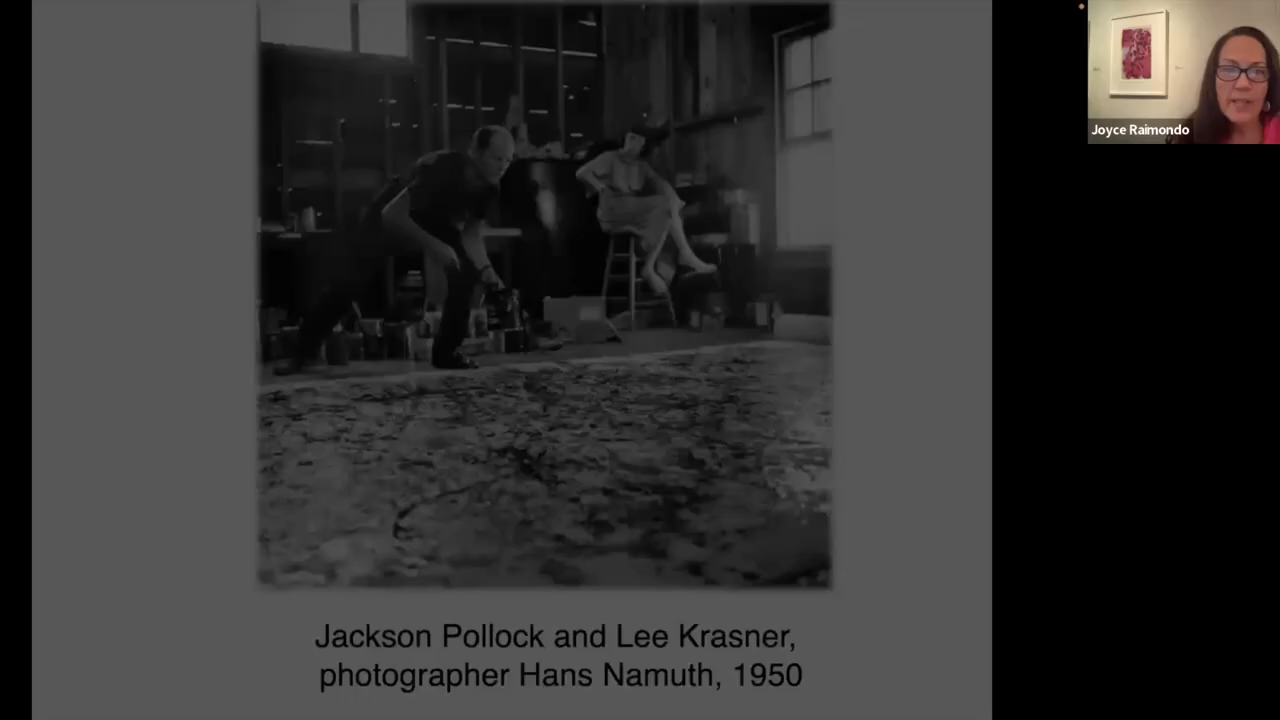 Joyce Raimondo
Jackson Pollock and Lee Krasner,
photographer Hans Namuth, 1950